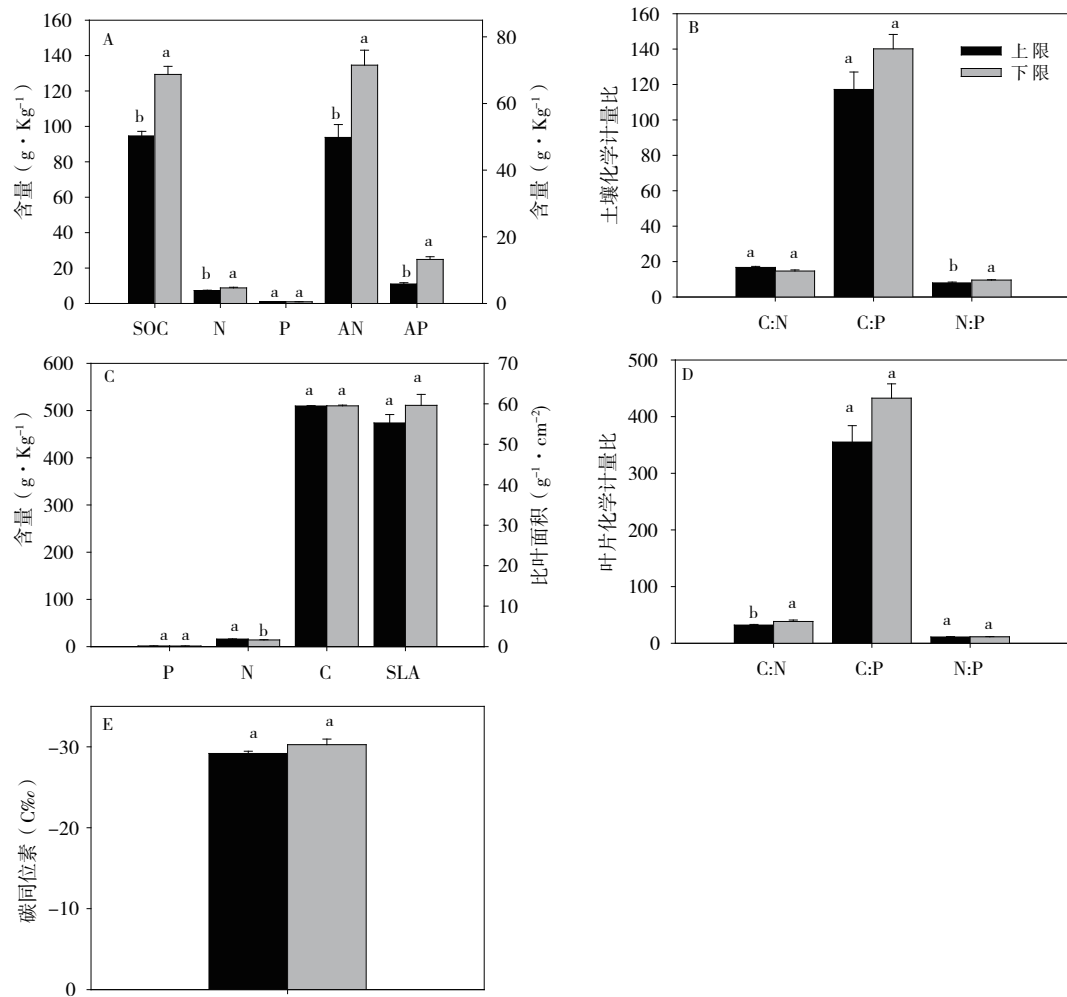 A
含量（g·Kg⁻¹）
160
140
120
100
80
60
40
20
0
80
60
40
20
0
含量（g·Kg⁻¹）
b
a
b
a
a
a
b
a
b
a
SOC
N
P
AN
AP
B
土壤化学计量比
160
140
120
100
80
60
40
20
0
上限
下限
a
a
a
a
b
a
C:N
C:P
N:P
C
含量（g·Kg⁻¹）
600
500
400
300
200
100
0
70
60
50
40
30
20
10
0
比叶面积（g⁻¹·cm⁻²）
a
a
a
b
a
a
a
a
P
N
C
SLA
D
叶片化学计量比
500
400
300
200
100
0
b
a
a
a
a
a
C:N
C:P
N:P
E
碳同位素（C‰）
-30
-20
-10
0
a
a